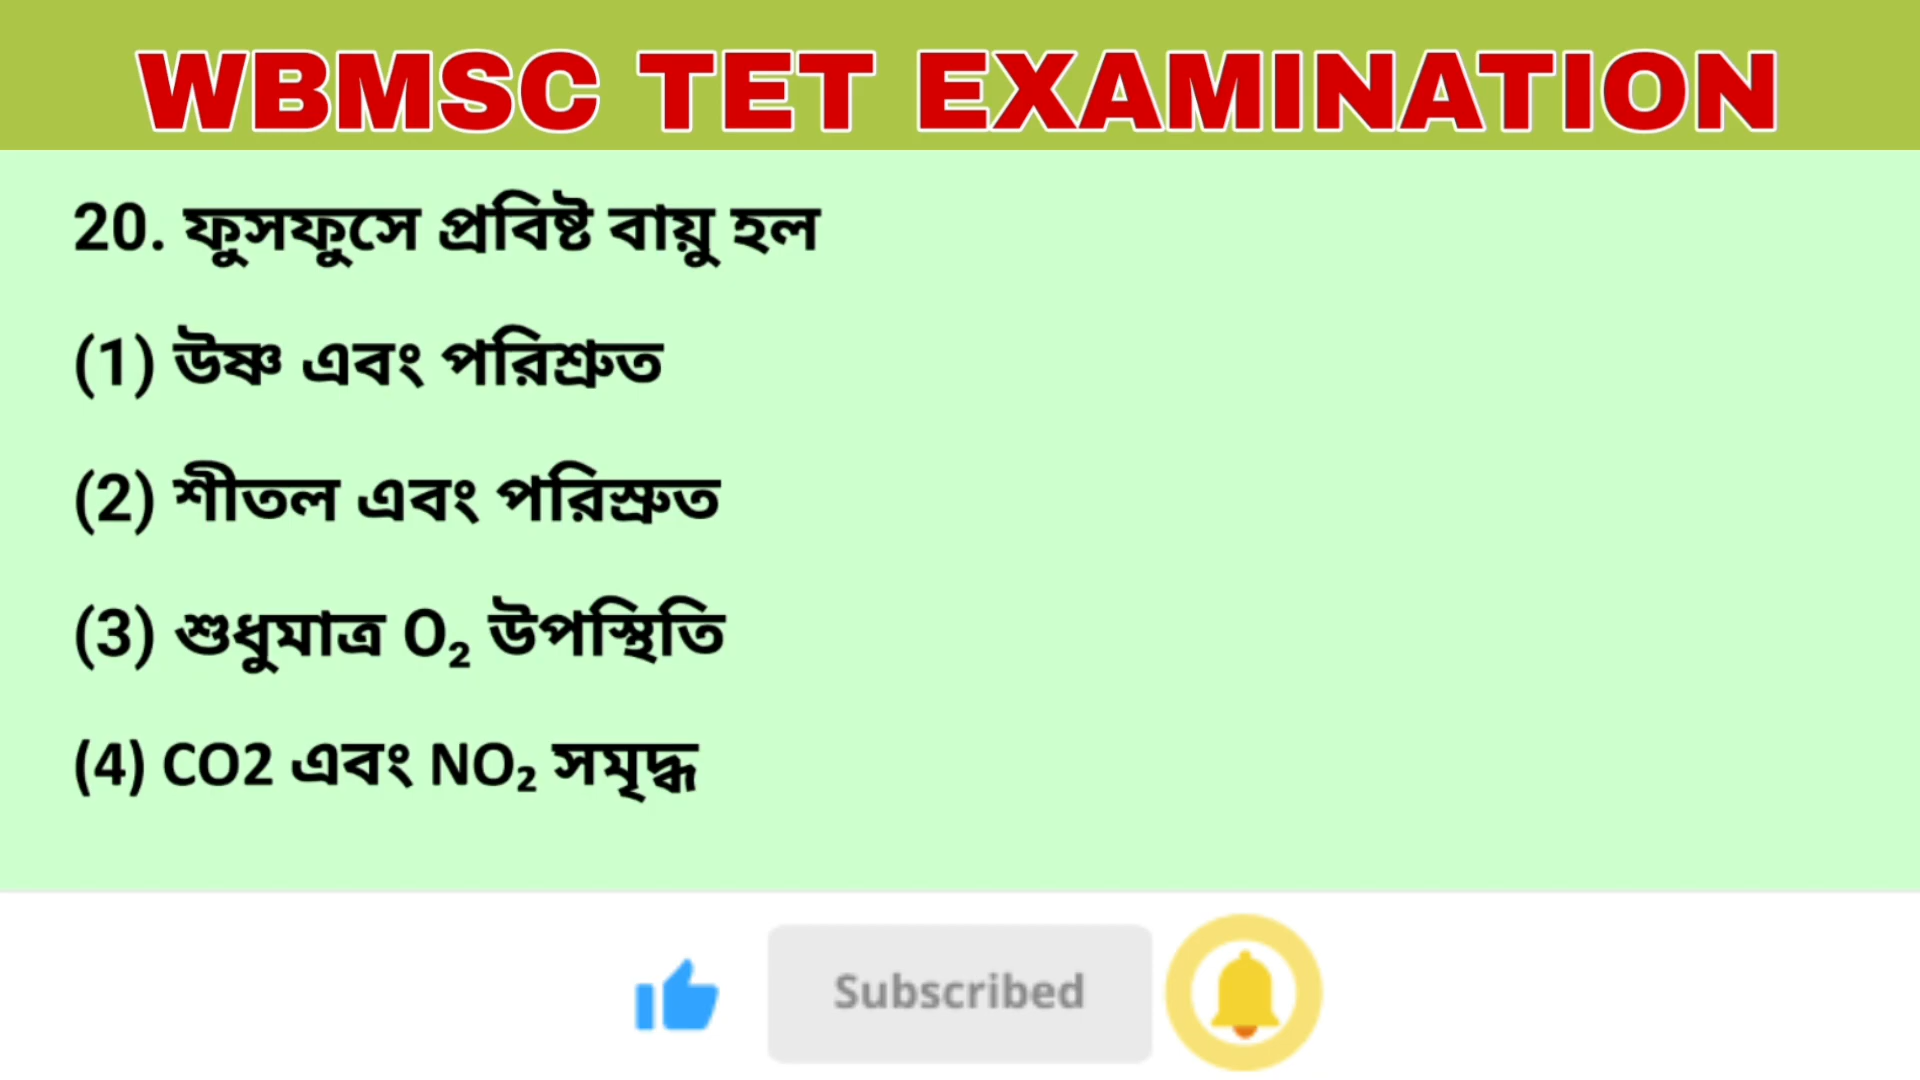 WBMSC TET EXAMINATION
20. ফুসফুসে প্রবিষ্ট বায়ু হল
(1) উষ্ণ এবং পরিশ্রুত
(2) শীতল এবং পরিস্রুত
(3) শুধুমাত্র O₂ উপস্থিতি
(4) CO2 এবং NO₂ সমৃদ্ধ
Subscribed